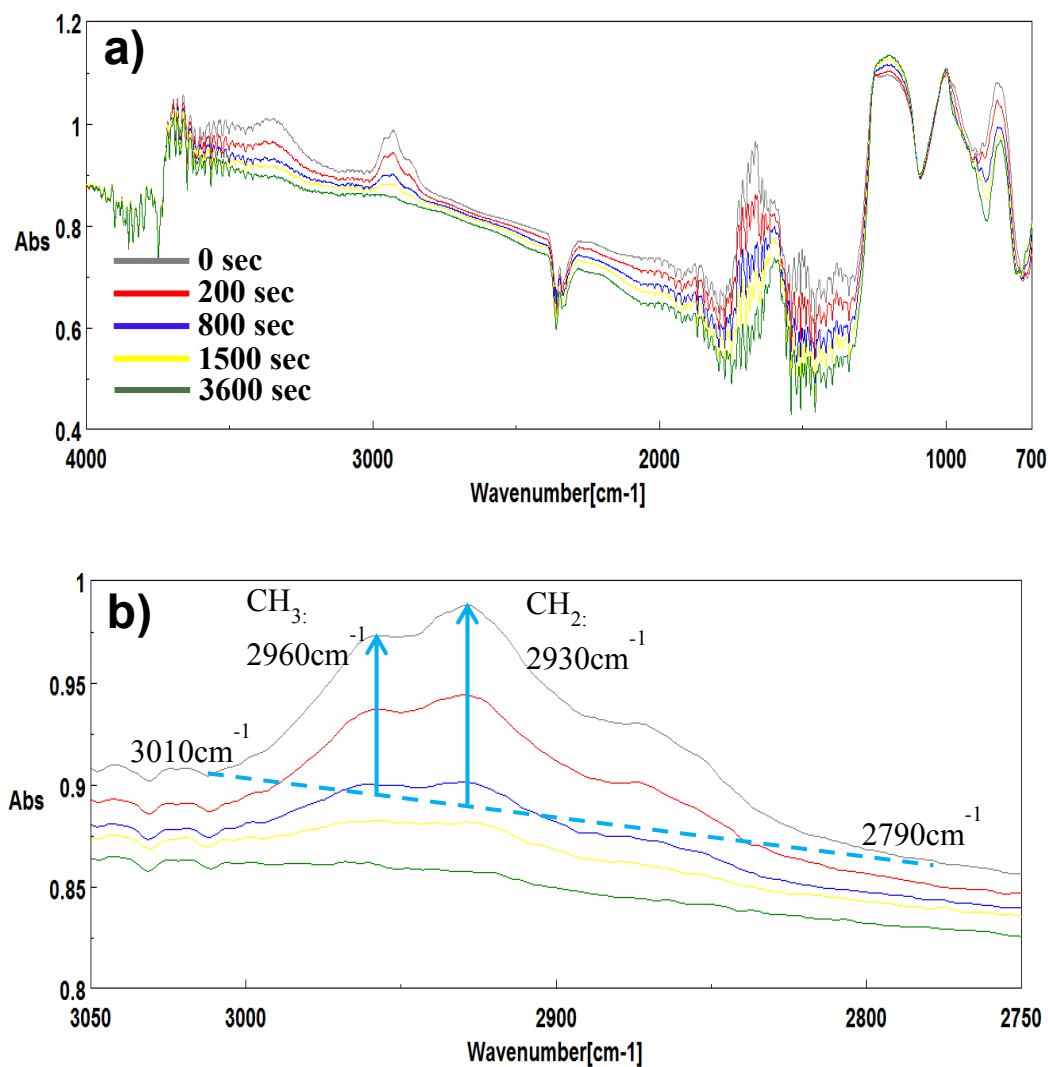 a)
1.2
1
0.8
0.6
0.4
Abs
0 sec
200 sec
800 sec
1500 sec
3600 sec
4000 3000 2000 1000 700
Wavenumber[cm-1]
b)
1
0.95
0.9
0.85
0.8
Abs
CH3:
2960cm-1
CH2:
2930cm-1
3010cm-1
2790cm-1
3050 3000 2900 2800 2750
Wavenumber[cm-1]